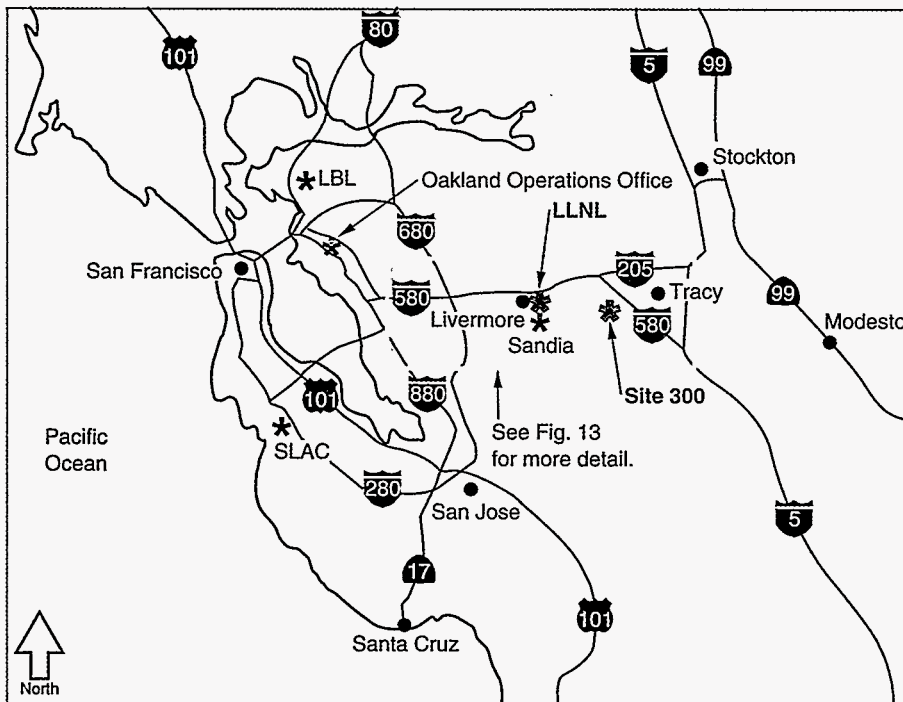 80
101
5
99
Stockton
LBL
Oakland Operations Office
LLNL
680
San Francisco
205
580
Tracy
99
Livermore
580
Modesto
Sandia
880
Site 300
101
See Fig. 13
for more detail.
Pacific
Ocean
SLAC
280
San Jose
5
17
101
Santa Cruz
North